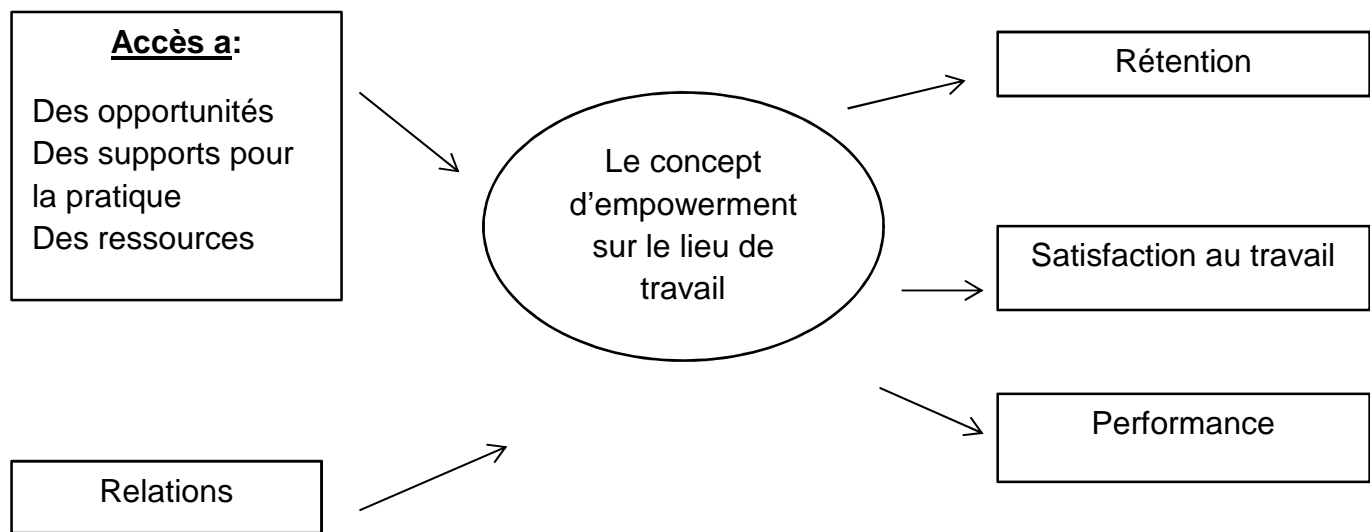 Accès a:
Des opportunités
Des supports pour
la pratique
Des ressources
Relations
Le concept
d’empowerment
sur le lieu de
travail
Rétention
Satisfaction au travail
Performance